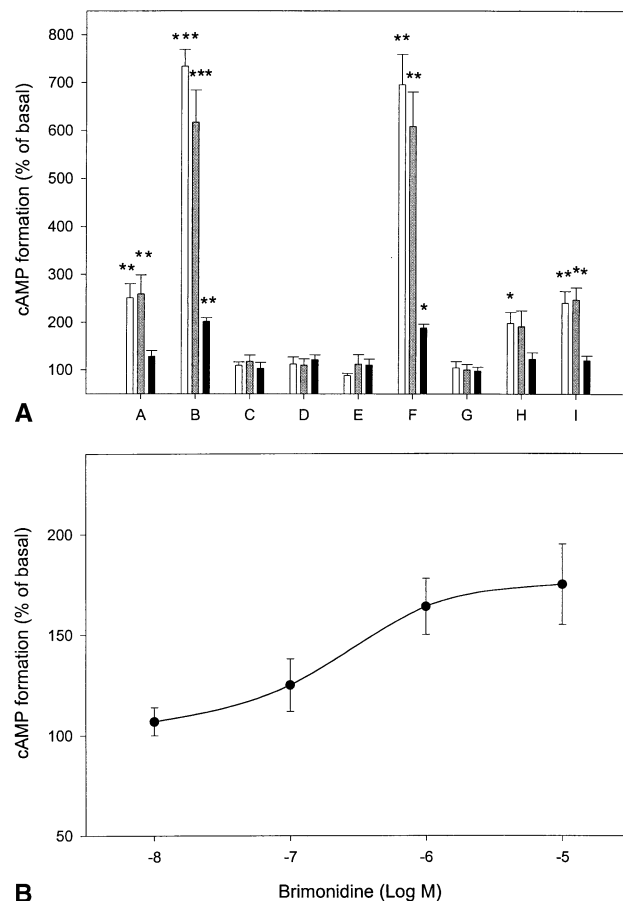 800
700
600
500
400
300
200
100
cAMP formation (% of basal)
** ** *** *** ** ** ** * * ** **
A B C D E F G H I
A
200
150
100
50
cAMP formation (% of basal)
-8 -7 -6 -5
Brimonidine (Log M)
B